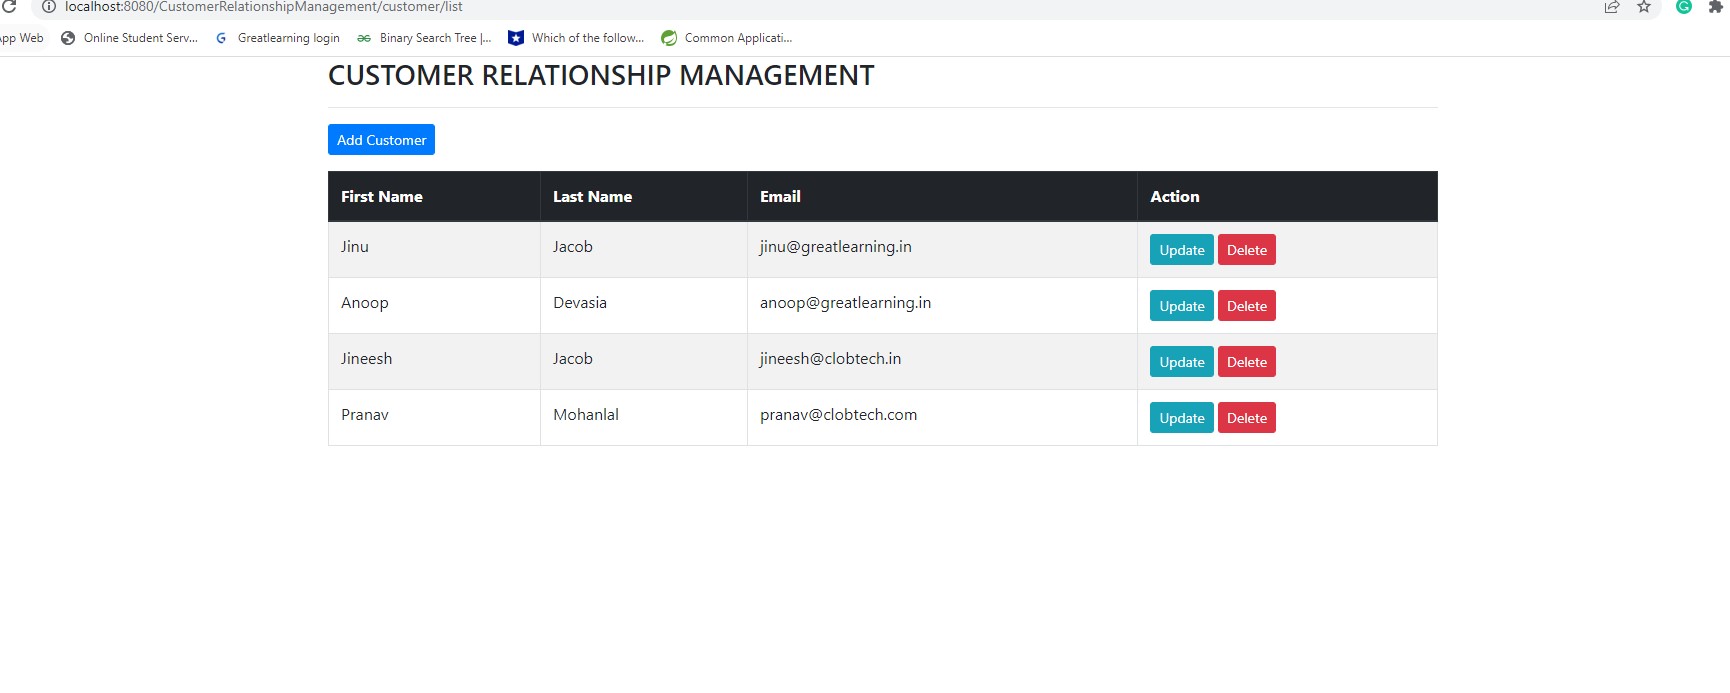 localhost:8080/CustomerRelationshipManagement/customer/list
App Web Online Student Serv... Greatlearning login Binary Search Tree |... Which of the follow... Common Applicati...
CUSTOMER RELATIONSHIP MANAGEMENT
Add Customer
First Name Last Name Email Action
Jinu Jacob jinu@greatlearning.in Update Delete
Anoop Devasia anoop@greatlearning.in Update Delete
Jineesh Jacob jineesh@clobtech.in Update Delete
Pranav Mohanlal pranav@clobtech.com Update Delete